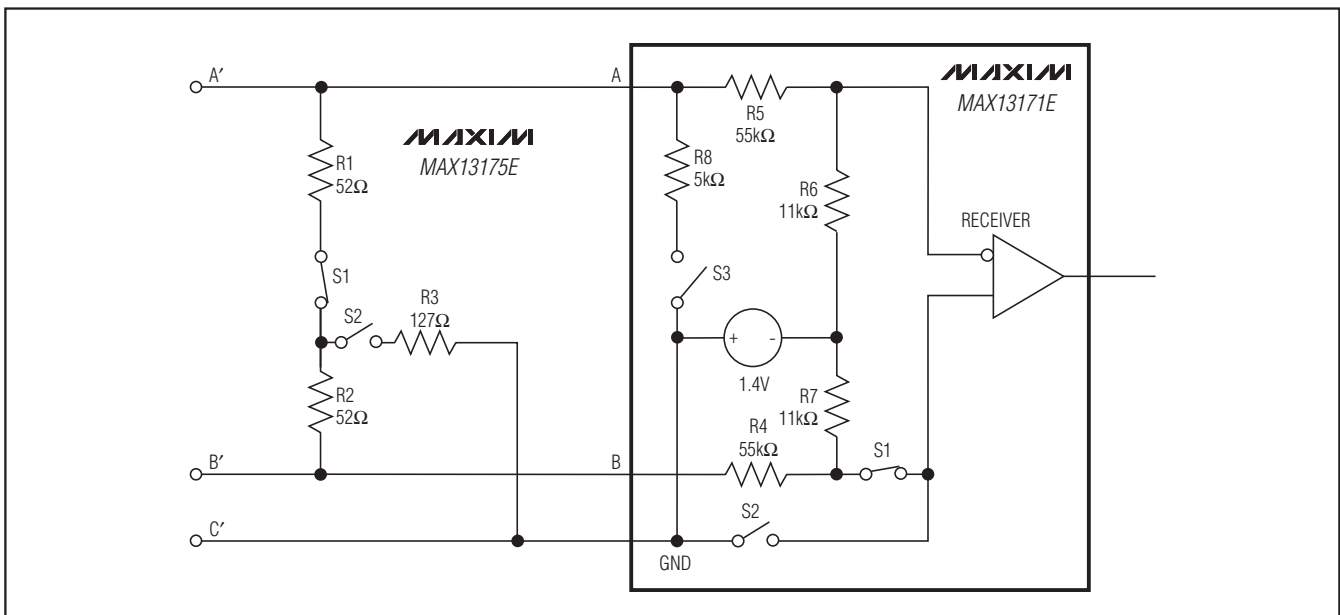 A′
A
MAXIM
MAX13171E
R5
55kΩ
MAXIM
MAX13175E
R1
52Ω
R8
5kΩ
R6
11kΩ
RECEIVER
S1
S3
S2
R3
127Ω
+
-
1.4V
R2
52Ω
R7
11kΩ
R4
55kΩ
S1
B′
B
S2
C′
GND